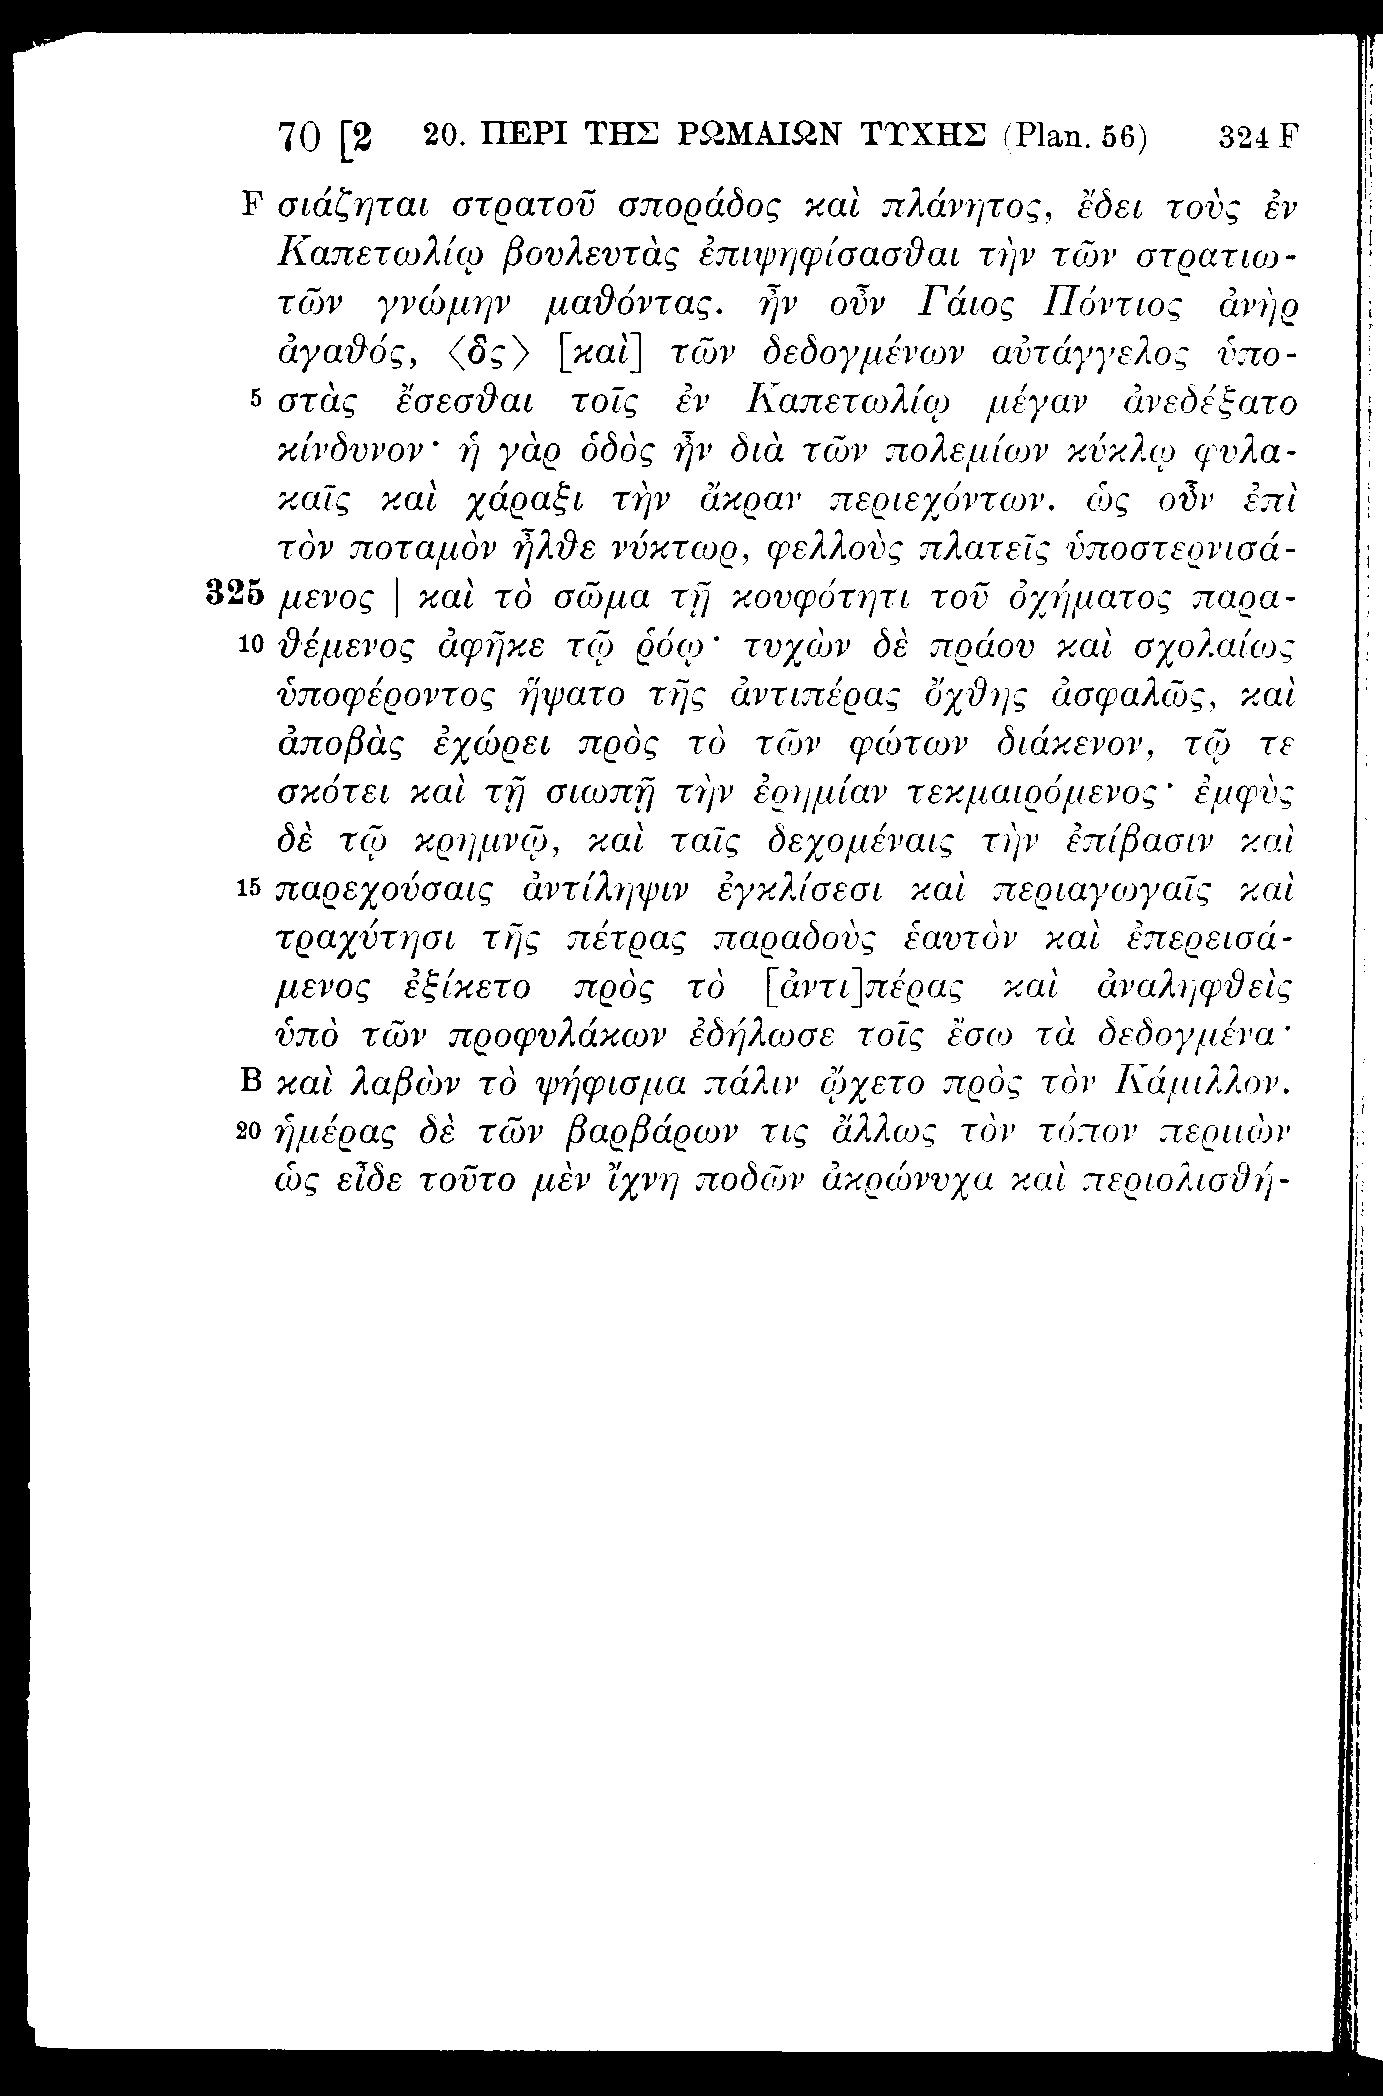 70 [2 20. ΠΕΡΙ ΤΗΣ ΡΩΜΑΙΩΝ ΤΥΧΗΣ (Plan. 56) 324 F
F σιάζηται στρατοῦ σποράδος καὶ πλάνητος, ἔδει τοὺς ἐν
Καπετωλίῳ βουλευτὰς ἐπιψηφίσασθαι τὴν τῶν στρατιω-
τῶν γνώμην μαθόντας. ἦν οὖν Γάιος Πόντιος ἀνὴρ
ἀγαθός, 〈ὃς〉 [καὶ] τῶν δεδογμένων αὐτάγγελος ὑπο-
5 στὰς ἔσεσθαι τοῖς ἐν Καπετωλίῳ μέγαν ἀνεδέξατο
κίνδυνον· ἡ γὰρ ὁδὸς ἦν διὰ τῶν πολεμίων κύκλῳ φυλα-
καῖς καὶ χάραξι τὴν ἄκραν περιεχόντων. ὡς οὖν ἐπὶ
τὸν ποταμὸν ἦλθε νύκτωρ, φελλοὺς πλατεῖς ὑποστερνισά-
325 μενος | καὶ τὸ σῶμα τῇ κουφότητι τοῦ ὀχήματος παρα-
10 θέμενος ἀφῆκε τῷ ῥόῳ· τυχὼν δὲ πράου καὶ σχολαίως
ὑποφέροντος ἥψατο τῆς ἀντιπέρας ὄχθης ἀσφαλῶς, καὶ
ἀποβὰς ἐχώρει πρὸς τὸ τῶν φώτων διάκενον, τῷ τε
σκότει καὶ τῇ σιωπῇ τὴν ἐρημίαν τεκμαιρόμενος· ἐμφὺς
δὲ τῷ κρημνῷ, καὶ ταῖς δεχομέναις τὴν ἐπίβασιν καὶ
15 παρεχούσαις ἀντίληψιν ἐγκλίσεσι καὶ περιαγωγαῖς καὶ
τραχύτησι τῆς πέτρας παραδοὺς ἑαυτὸν καὶ ἐπερεισά-
μενος ἐξίκετο πρὸς τὸ [ἀντι]πέρας καὶ ἀναληφθεὶς
ὑπὸ τῶν προφυλάκων ἐδήλωσε τοῖς ἔσω τὰ δεδογμένα·
B καὶ λαβὼν τὸ ψήφισμα πάλιν ᾤχετο πρὸς τὸν Κάμιλλον.
20 ἡμέρας δὲ τῶν βαρβάρων τις ἄλλως τὸν τόπον περιιὼν
ὡς εἶδε τοῦτο μὲν ἴχνη ποδῶν ἀκρώνυχα καὶ περιολισθή-